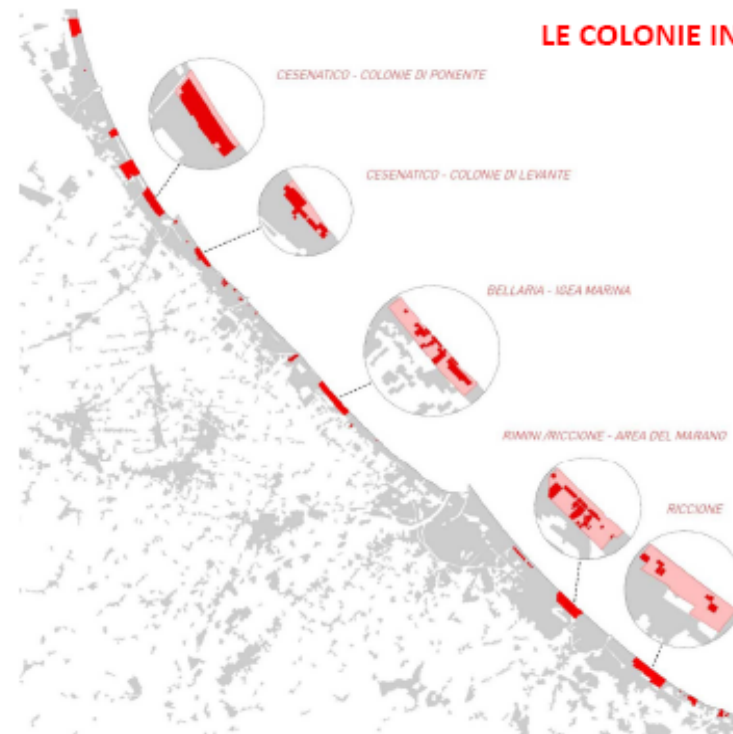 LE COLONIE IN
CESENATICO - COLONIE DI PONENTE
CESENATICO - COLONIE DI LEVANTE
BELLARIA - IGEA MARINA
RIMINI /RICCIONE - AREA DEL MARANO
RICCIONE